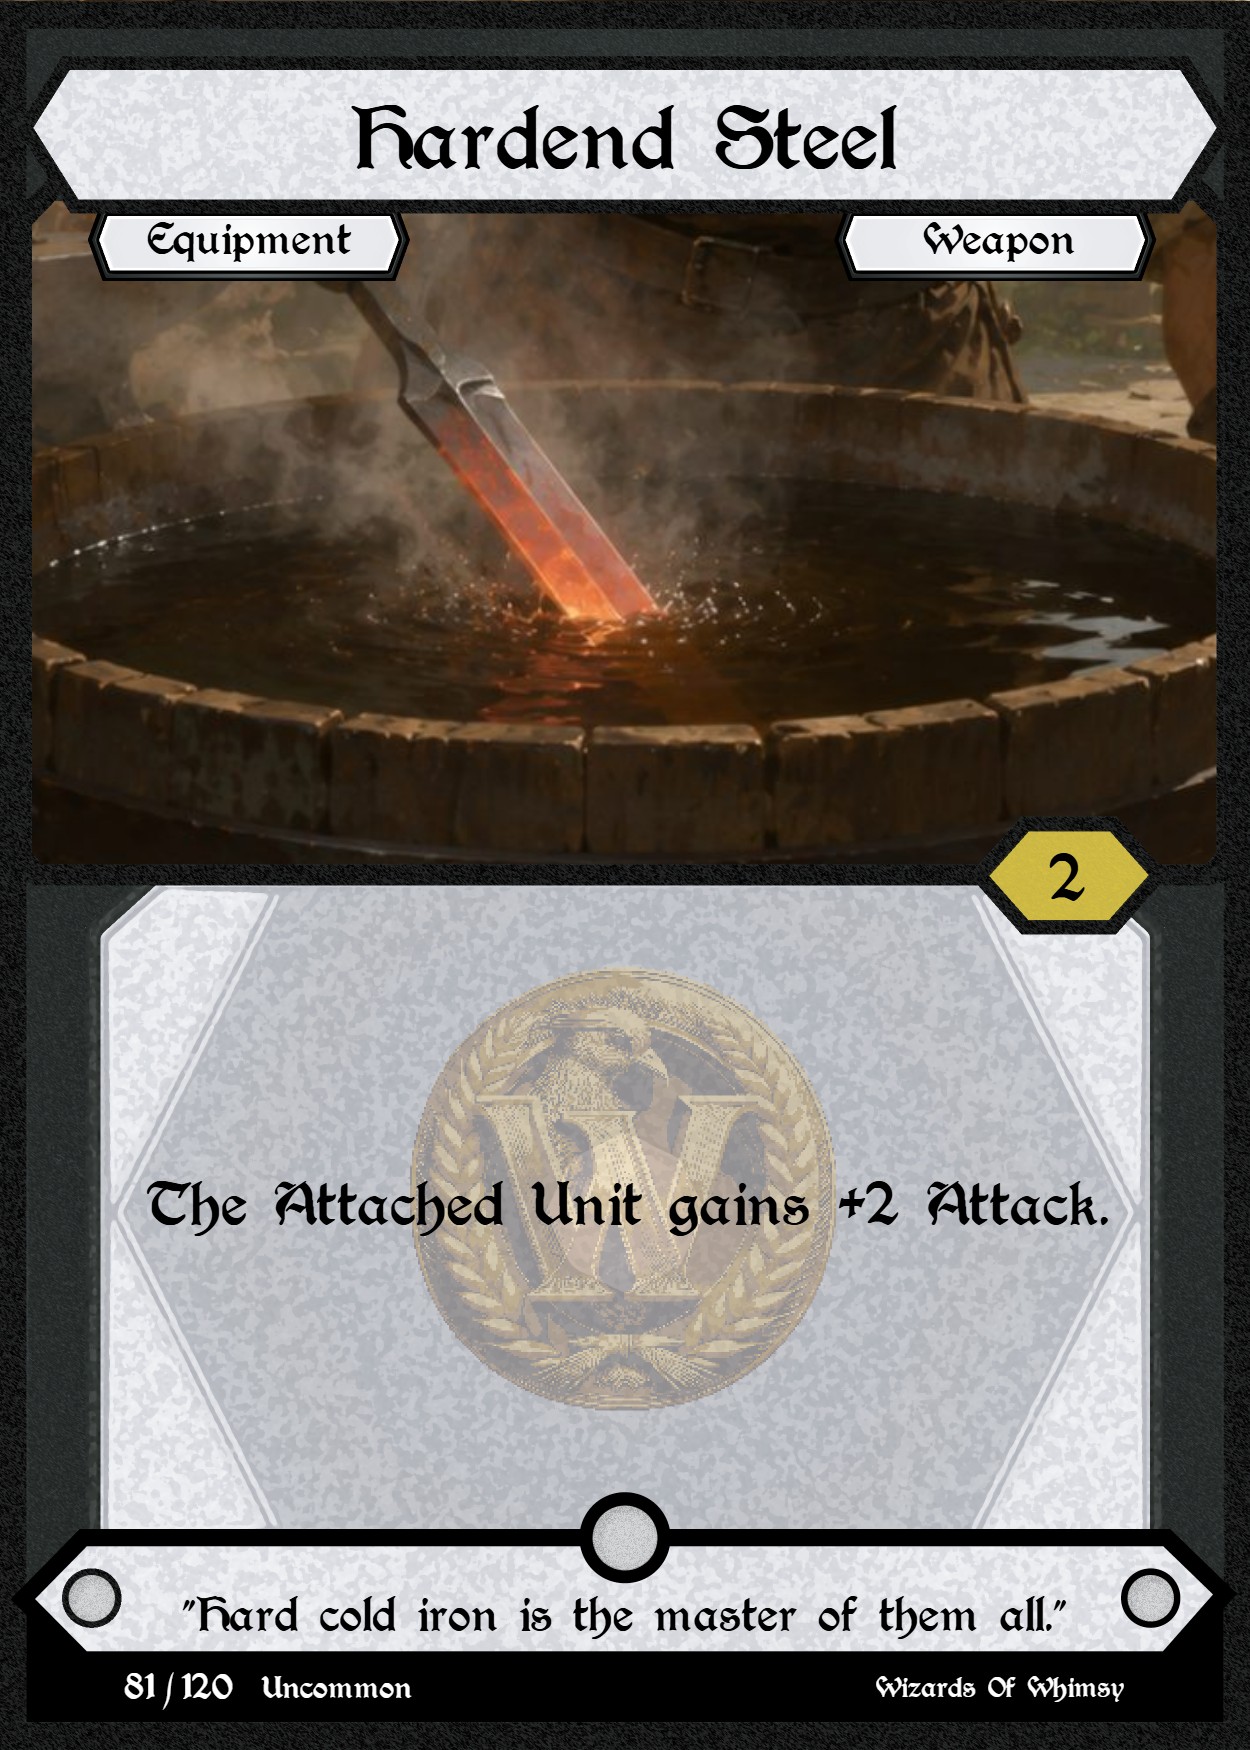 Hardend Steel
Equipment
Weapon
2
W
The Attached Unit gains +2 Attack.
"Hard cold iron is the master of them all."
81 / 120 Uncommon
Wizards Of Whimsy